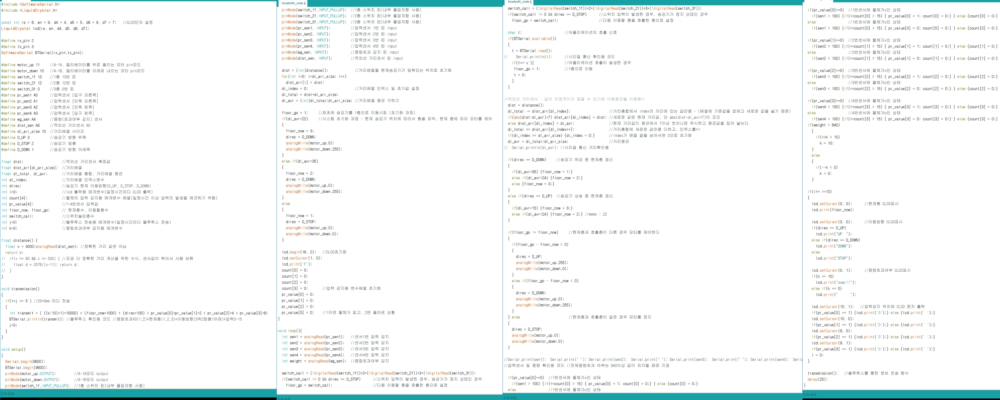 #include <SoftwareSerial.h>
#include <LiquidCrystal.h>
const int rs = 8, en = 9, d4 = 4, d5 = 5, d6 = 6, d7 = 7;   //CLCD단자 설정
LiquidCrystal lcd(rs, en, d4, d5, d6, d7);
#define rx_pin 2
#define tx_pin 3
SoftwareSerial BTSerial(rx_pin,tx_pin);
#define motor_up 11    //A-1A, 엘리베이터를 위로 올리는 모터 pin모드
#define motor_down 10  //A-1B, 엘리베이터를 아래로 내리는 모터 pin모드
#define switch_1f 13   //1층 13번 핀
#define switch_2f 12   //2층 12번 핀
#define switch_3f 0    //3층 0번 핀
#define pr_sen1 A0     //압력센서 [입구 오른쪽]
#define pr_sen2 A1     //압력센서 [안쪽 오른쪽]
#define pr_sen3 A2     //압력센서 [안쪽 왼쪽]
#define pr_sen4 A3     //압력센서 [입구 왼쪽]
#define wg_sen A4      //중량(초과여부 감지) 센서
#define dist_sen A5    //적외선 거리센서 A5
#define di_arr_size 10 //거리배열 사이즈
#define D_UP 3         //승강기 방향 위쪽
#define D_STOP 2       //승강기 멈춤
#define D_DOWN 1       //승강기 방향 아래쪽
float dist;                  //적외선 거리센서 측정값
float dist_arr[di_arr_size]; //거리배열
float di_total, di_avr;      //거리배열 총합, 거리배열 평균
int di_index;                //거리배열 인덱스변수
int direc;                   //승강기 현재 이동방향(D_UP, D_STOP, D_DOWN)
int i=0;                     //lcd 출력용 매개변수(일정시간마다 CLCD 출력)
int count[4];                //물체의 압력 감지용 매개변수 배열(일정시간 이상 압력의 발생을 체크하기 위함)
int pr_value[4];             //1~4번센서 입력값
int floor_now, floor_go;     // 현재층수, 이동할층수
int switch_call;             //스위치눌린층수
int j=0;                     //블루투스 전송용 매개변수(일정시간마다 블루투스 전송)
int k=0;                     //중량초과여부 감지용 매개변수
float distance() {
  float v = 4000/analogRead(dist_sen); //정확한 거리 값은 아님
  return v;
//  if(v >= 80 && v <= 530) { //조금 더 정확한 거리 계산을 위한 수식, 센서값이 튀어서 사용 보류
//    float d = 2076/(v-11); return d;
//  }
}
void transmission()
{
  if(++j == 5 ) //25*5ms 마다 전송
  {
    int transmit = ( ((k/10)+1)*10000) + (floor_now*1000) + (direc*100) + pr_value[0]+pr_value[1]*2 + pr_value[2]*4 + pr_value[3]*8;
    BTSerial.println(transmit); //블루투스 확인용 코드 //중량초과XO(1,2)+현재층(1,2,3)+이동방향(3위2멈춤1아래)+압력0~15
    j=0;
  }
}
void setup()
{
  Serial.begin(9600);
  BTSerial.begin(9600);
  pinMode(motor_up,OUTPUT);        //A-1A모드 output
  pinMode(motor_down,OUTPUT);      //A-1B모드 output
  pinMode(switch_1f,INPUT_PULLUP); //1층 스위치 핀(내부 풀업저항 사용)
인쇄 완료.
bluetooth_code §
  pinMode(switch_1f,INPUT_PULLUP);  //1층 스위치 핀(내부 풀업저항 사용)
  pinMode(switch_2f,INPUT_PULLUP);  //2층 스위치 핀(내부 풀업저항 사용)
  pinMode(switch_3f,INPUT_PULLUP);  //3층 스위치 핀(내부 풀업저항 사용)
  pinMode(pr_sen1, INPUT);          //압력센서 1번 핀 input
  pinMode(pr_sen2, INPUT);          //압력센서 2번 핀 input
  pinMode(pr_sen3, INPUT);          //압력센서 3번 핀 input
  pinMode(pr_sen4, INPUT);          //압력센서 4번 핀 input
  pinMode(wg_sen, INPUT);           //중량초과 감지 핀 input
  pinMode(dist_sen, INPUT);         //적외선 거리센서 핀 input
  dist = (int)distance();             //거리배열을 현재승강기가 멈춰있는 위치로 초기화
  for(int i=0; i<di_arr_size; i++)
    dist_arr[i] = dist;
  di_index = 0;                       //거리배열 인덱스 및 초기값 설정
  di_total = dist*di_arr_size;
  di_avr = (int)di_total/di_arr_size; //거리배열 평균 구하기
  floor_go = 1;     //최초에 승강기를 1층으로 이동시킴 (초기화 과정)
  if(di_avr<22)     //시스템 초기화 과정 : 현재 승강기 위치에 따라서 층을 파악, 현재 층에 따라 모터를 제어
  {
    floor_now = 3;
    direc = D_DOWN;
    analogWrite(motor_up,0);
    analogWrite(motor_down,255);
  }
  else if(di_avr<35)
  {
    floor_now = 2;
    direc = D_DOWN;
    analogWrite(motor_up,0);
    analogWrite(motor_down,255);
  }
  else
  {
    floor_now = 1;
    direc = D_STOP;
    analogWrite(motor_up,0);
    analogWrite(motor_down,0);
  }
  lcd.begin(16, 2);   //CLCD초기화
  lcd.setCursor(1, 0);
  lcd.print('F');
  count[0] = 0;
  count[1] = 0;
  count[2] = 0;
  count[3] = 0;       //압력 감지용 변수배열 초기화
  pr_value[0] = 0;
  pr_value[1] = 0;
  pr_value[2] = 0;
  pr_value[3] = 0;    //1이면 물체가 없고, 2면 올라온 상황
}
void loop(){
  int sen1 = analogRead(pr_sen1);   //센서1번 압력 감지
  int sen2 = analogRead(pr_sen2);   //센서2번 압력 감지
  int sen3 = analogRead(pr_sen3);   //센서3번 압력 감지
  int sen4 = analogRead(pr_sen4);   //센서4번 압력 감지
  int weight = analogRead(wg_sen);  //중량초과여부 감지
  switch_call = (!digitalRead(switch_1f))+2*(!digitalRead(switch_2f))+3*(!digitalRead(switch_3f));
  if(switch_call != 0 && direc == D_STOP)      //스위치 입력이 발생한 경우, 승강기가 정지 상태인 경우
    floor_go = switch_call;                    //다음 이동할 층을 호출한 층으로 설정
인쇄 완료.
bluetooth_code §
  switch_call = (!digitalRead(switch_1f))+2*(!digitalRead(switch_2f))+3*(!digitalRead(switch_3f));
  if(switch_call != 0 && direc == D_STOP)      //스위치 입력이 발생한 경우, 승강기가 정지 상태인 경우
    floor_go = switch_call;                    //다음 이동할 층을 호출한 층으로 설정
  char t;                     //어플리케이션의 호출 신호
  if(BTSerial.available())
  {
    t = BTSerial.read();
//    Serial.println(t);      //시리얼 통신 확인용 코드
    if(t=='a'){               //어플리케이션 호출이 발생한 경우
     floor_go = 1;            //1층으로 이동
     t = 0;
    }
  }
/*적외선 거리센서 : 값이 안정적이지 않을 수 있기에 이동평균을 이용함*/
  dist = distance();
  di_total -= dist_arr[di_index];                 //거리총합에서 index의 자리에 있는 값만큼 - (배열에 기존값을 없애고 새로운 값을 넣기 때문)
  if(abs(dist-di_avr)<7) dist_arr[di_index] = dist; //새로운 값은 현재 거리값, 단 abs(dist-di_avr<7)이 조건
  else dist_arr[di_index] = di_avr;               //현재 거리값이 평균에서 7이상 벗어나면 무시하고 평균값을 집어 넣는다
  di_total += dist_arr[di_index++];               //거리총합에 새로운 값만큼 더하고, 인덱스를+1
  if(di_index >= di_arr_size) {di_index = 0;}     //index가 배열 끝을 넘어서면 0으로 초기화
  di_avr = di_total/di_arr_size;                  //거리평균
//  Serial.println(di_avr); //시리얼 통신 거리확인용
  if(direc == D_DOWN)     //승강기 하강 중 현재층 갱신
  {
    if(di_avr>35) {floor_now = 1;}
    else if(di_avr>24) {floor_now = 2;}
    else {floor_now = 3;}
  }
  else if(direc == D_UP)  //승강기 상승 중 현재층 갱신
  {
    if(di_avr<15) {floor_now = 3;}
    else if(di_avr<24) {floor_now = 2;} //memo : 22
  }
  if(floor_go != floor_now)     //현재층과 호출층이 다른 경우 모터를 제어한다
  {
    if(floor_go - floor_now > 0)
    {
      direc = D_UP;
      analogWrite(motor_up,255);
      analogWrite(motor_down,0);
    }
    else if(floor_go - floor_now < 0)
    {
      direc = D_DOWN;
      analogWrite(motor_up,0);
      analogWrite(motor_down,255);
    }
  } else                        //현재층과 호출층이 같은 경우 모터를 정지
  {
    direc = D_STOP;
    analogWrite(motor_up,0);
    analogWrite(motor_down,0);
  }
//Serial.print(sen1);  Serial.print(" "); Serial.print(sen2);  Serial.print(" "); Serial.print(sen3);  Serial.print(" "); Serial.print(sen4);  Seria
//압력센서 및 중량 확인용 코드 //전체중량초과 여부는 840이상 값이 유지될 때로 지정
  if(pr_value[0]==0)  //1번센서에 물체가x인 상태
    if(sen1 > 100) {if(++count[0] > 15) { pr_value[0] = 1; count[0] = 0;} } else {count[0] = 0;}
  else                //1번센서에 물체가o인 상태
인쇄 완료.
  if(pr_value[0]==0)  //1번센서에 물체가x인 상태
    if(sen1 > 100) {if(++count[0] > 15) { pr_value[0] = 1; count[0] = 0;} } else {count[0] = 0;}
  else                //1번센서에 물체가o인 상태
    if(sen1 < 100) {if(++count[0] > 15) { pr_value[0] = 0; count[0] = 0;} } else {count[0] = 0;}
  if(pr_value[1]==0)  //2번센서에 물체가x인 상태
    if(sen2 > 100) {if(++count[1] > 15) { pr_value[1] = 1; count[1] = 0;} } else {count[1] = 0;}
  else                //2번센서에 물체가o인 상태
    if(sen2 < 100) {if(++count[1] > 15) { pr_value[1] = 0; count[1] = 0;} } else {count[1] = 0;}
  if(pr_value[2]==0)  //3번센서에 물체가x인 상태
    if(sen3 > 100) {if(++count[2] > 15) { pr_value[2] = 1; count[2] = 0;} } else {count[2] = 0;}
  else                //3번센서에 물체가o인 상태
    if(sen3 < 100) {if(++count[2] > 15) { pr_value[2] = 0; count[2] = 0;} } else {count[2] = 0;}
  if(pr_value[3]==0)  //4번센서에 물체가x인 상태
    if(sen4 > 100) {if(++count[3] > 15) { pr_value[3] = 1; count[3] = 0;} } else {count[3] = 0;}
  else                //4번센서에 물체가o인 상태
    if(sen4 < 100) {if(++count[3] > 15) { pr_value[3] = 0; count[3] = 0;} } else {count[3] = 0;}
  if(weight > 840)
    {
      if(++k > 10)
        k = 10;
    }
    else
    {
      if(--k < 0)
        k = 0;
    }
  if(i++ >=10)
  {
    lcd.setCursor(0, 0);      //현재층 CLCD표시
    lcd.print(floor_now);
    lcd.setCursor(3, 0);      //이동방향 CLCD표시
    if(direc == D_UP)
      lcd.print("UP  ");
    else if(direc == D_DOWN)
      lcd.print("DOWN");
    else
      lcd.print("STOP");
    lcd.setCursor(0, 1);      //중량초과여부 CLCD표시
    if(k == 10)
      lcd.print("over!!");
    else if(k == 0)
      lcd.print("      ");
    lcd.setCursor(10, 1);   //압력감지 위치에 CLCD 문자 출력
    if(pr_value[0] == 1) {lcd.print('O');} else {lcd.print(' ');}
    lcd.setCursor(10, 0);
    if(pr_value[1] == 1) {lcd.print('O');} else {lcd.print(' ');}
    lcd.setCursor(9, 0);
    if(pr_value[2] == 1) {lcd.print('O');} else {lcd.print(' ');}
    lcd.setCursor(9, 1);
    if(pr_value[3] == 1) {lcd.print('O');} else {lcd.print(' ');}
    i = 0;
  }
  transmission();   //블루투스를 통한 정보 전송 함수
  delay(25);
}
인쇄 완료.